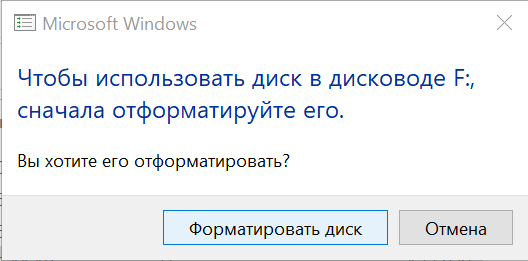 Microsoft Windows
Чтобы использовать диск в дисководе F:,
сначала отформатируйте его.
Вы хотите его отформатировать?
Форматировать диск
Отмена